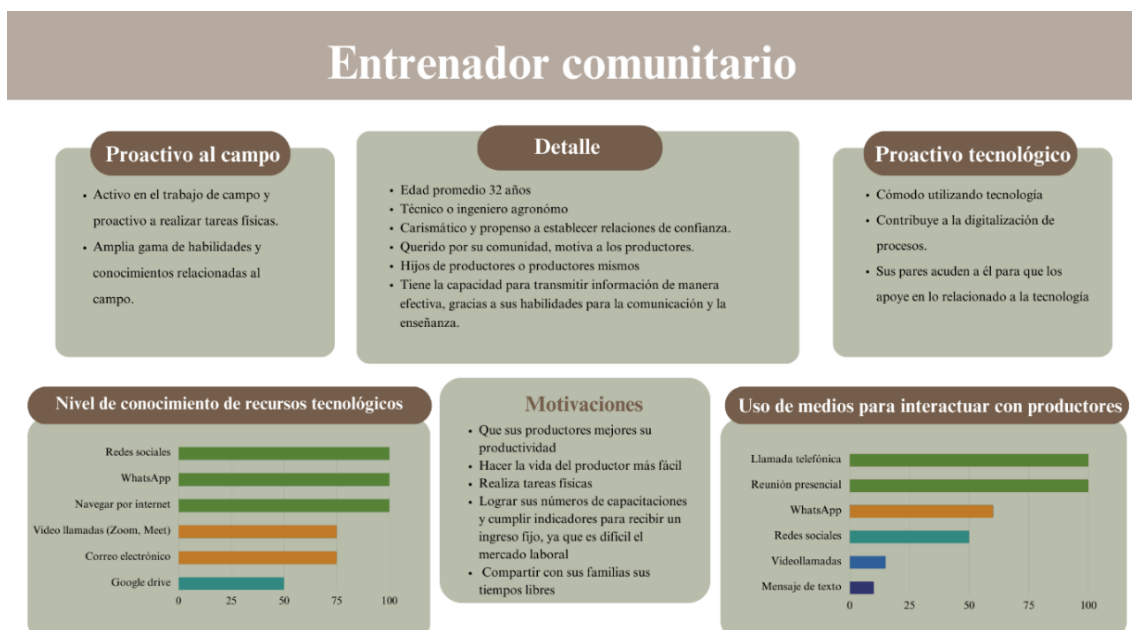 Entrenador comunitario
Proactivo al campo
• Activo en el trabajo de campo y
proactivo a realizar tareas físicas.
• Amplia gama de habilidades y
conocimientos relacionadas al
campo.
Detalle
• Edad promedio 32 años
• Técnico o ingeniero agronómo
• Carismático y propenso a establecer relaciones de confianza.
• Querido por su comunidad, motiva a los productores.
• Hijos de productores o productores mismos
• Tiene la capacidad para transmitir información de manera
efectiva, gracias a sus habilidades para la comunicación y la
enseñanza.
Proactivo tecnológico
• Cómodo utilizando tecnología
• Contribuye a la digitalización de
procesos.
• Sus pares acuden a él para que los
apoye en lo relacionado a la tecnología
Nivel de conocimiento de recursos tecnológicos
Redes sociales
WhatsApp
Navegar por internet
Video llamadas (Zoom, Meet)
Correo electrónico
Google drive
0 25 50 75 100
Motivaciones
• Que sus productores mejores su
productividad
• Hacer la vida del productor más fácil
• Realiza tareas físicas
• Lograr sus números de capacitaciones
y cumplir indicadores para recibir un
ingreso fijo, ya que es difícil el
mercado laboral
• Compartir con sus familias sus
tiempos libres
Uso de medios para interactuar con productores
Llamada telefónica
Reunión presencial
WhatsApp
Redes sociales
Videollamadas
Mensaje de texto
0 25 50 75 100